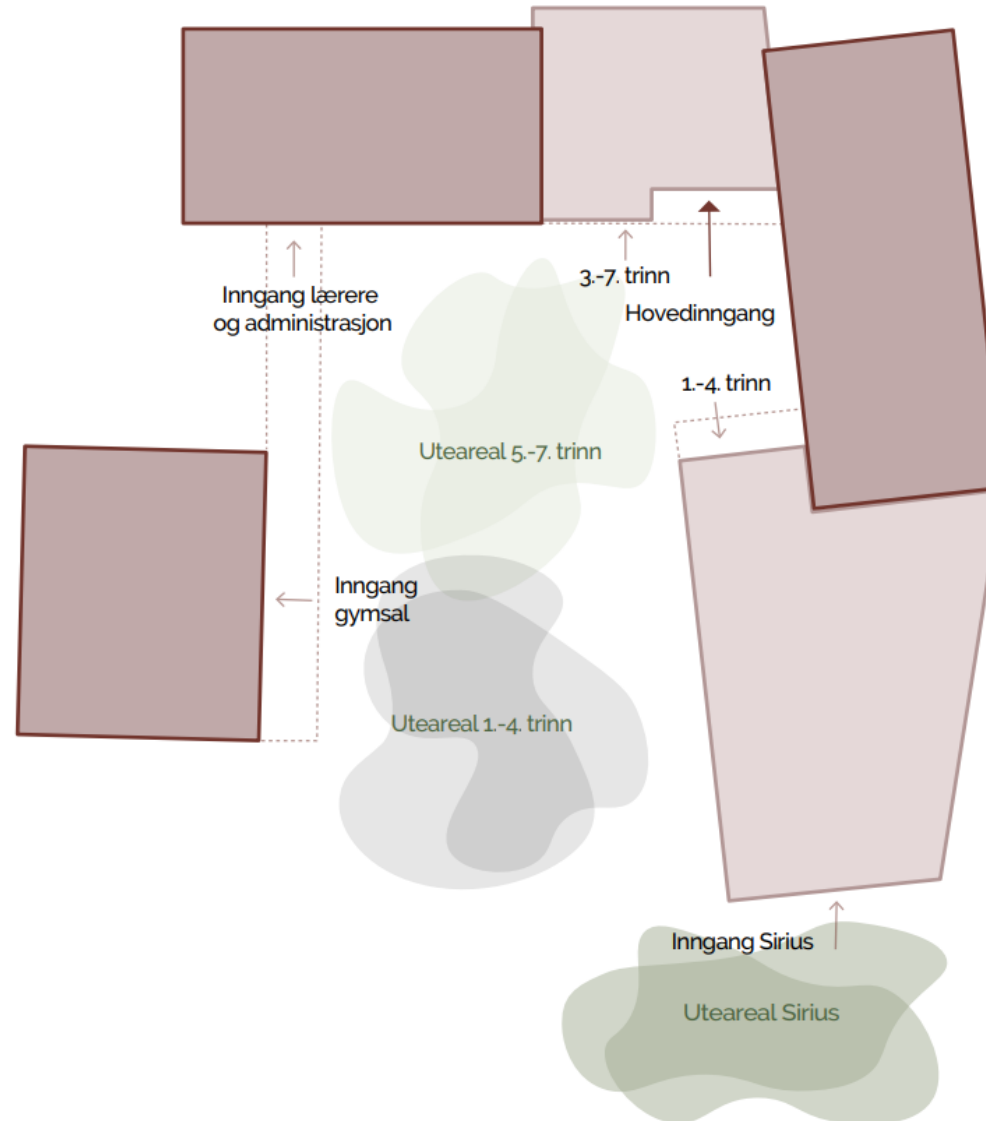 3.-7. trinn
Inngang lærere
og administrasjon
Hovedinngang
1.-4. trinn
Uteareal 5.-7. trinn
Inngang
gymsal
Uteareal 1.-4. trinn
Inngang Sirius
Uteareal Sirius